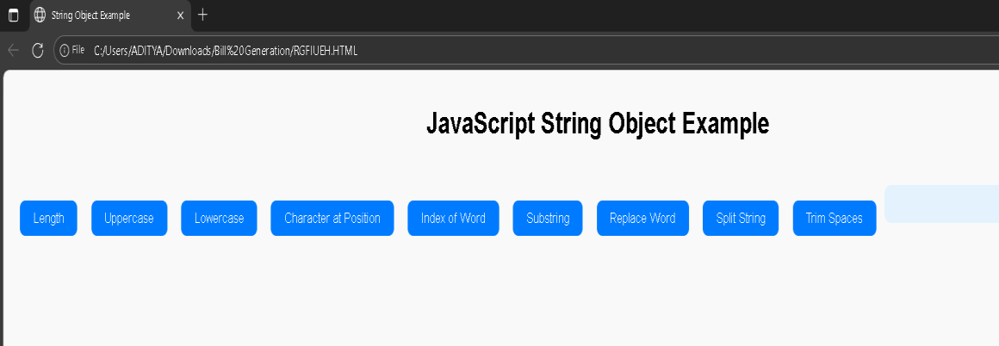 String Object Example
File C:/Users/ADITYA/Downloads/Bill%20Generation/RGFIUEH.HTML
JavaScript String Object Example
Length Uppercase Lowercase Character at Position Index of Word Substring Replace Word Split String Trim Spaces